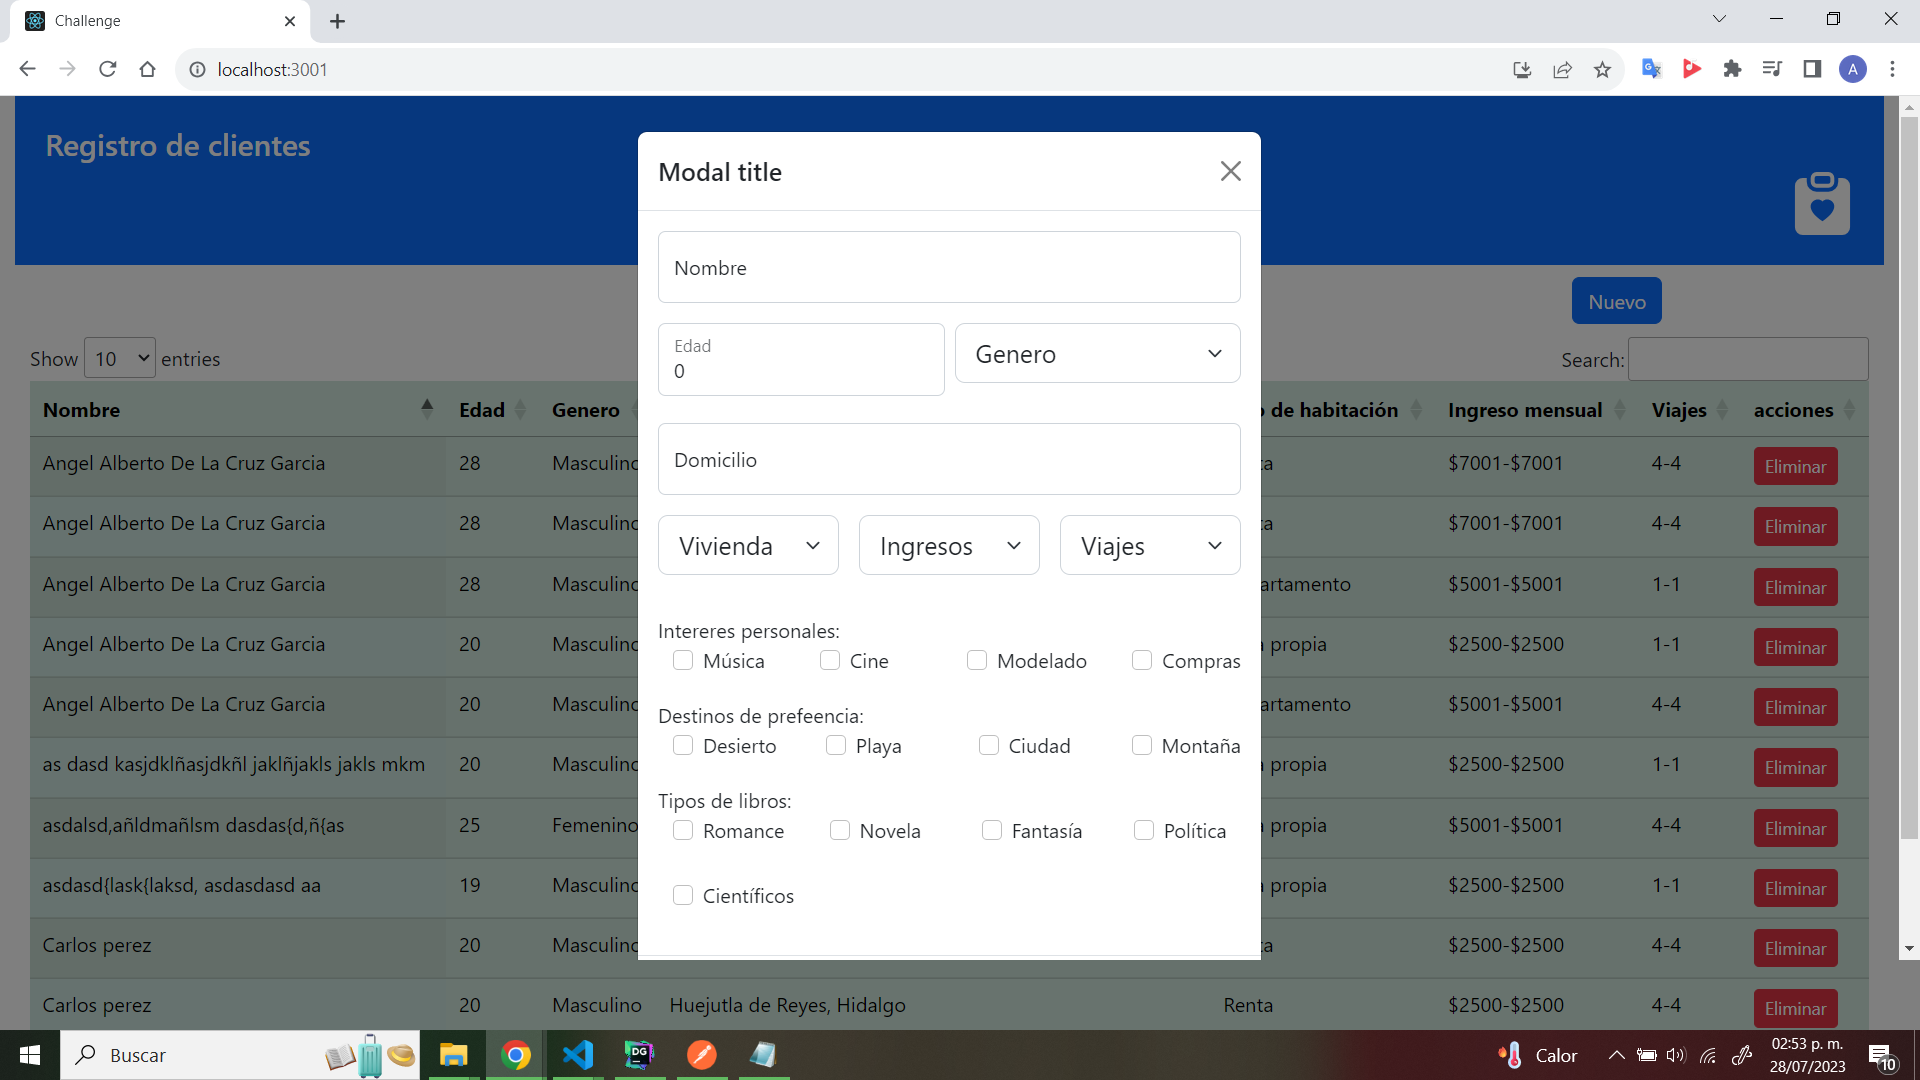 Challenge
localhost:3001
A
Registro de clientes
Nuevo
Show 10 entries
Search:
Modal title
Nombre
Edad
0
Genero
Domicilio
Vivienda Ingresos Viajes
Intereres personales:
Música Cine Modelado Compras
Destinos de prefeencia:
Desierto Playa Ciudad Montaña
Tipos de libros:
Romance Novela Fantasía Política
Científicos
Nombre Edad Genero de habitación Ingreso mensual Viajes acciones
Angel Alberto De La Cruz Garcia 28 Masculino ta $7001-$7001 4-4 Eliminar
Angel Alberto De La Cruz Garcia 28 Masculino ta $7001-$7001 4-4 Eliminar
Angel Alberto De La Cruz Garcia 28 Masculino artamento $5001-$5001 1-1 Eliminar
Angel Alberto De La Cruz Garcia 20 Masculino propia $2500-$2500 1-1 Eliminar
Angel Alberto De La Cruz Garcia 20 Masculino artamento $5001-$5001 4-4 Eliminar
as dasd kasjdklñasjdkñl jaklñjakls jakls mkm 20 Masculino propia $2500-$2500 1-1 Eliminar
asdalsd,añldmañlsm dasdas{d,ñ{as 25 Femenino propia $5001-$5001 4-4 Eliminar
asdasd{lask{laksd, asdasdasd aa 19 Masculino propia $2500-$2500 1-1 Eliminar
Carlos perez 20 Masculino ta $2500-$2500 4-4 Eliminar
Carlos perez 20 Masculino Huejutla de Reyes, Hidalgo Renta $2500-$2500 4-4 Eliminar
Buscar
DG
Calor
02:53 p. m.
28/07/2023
10